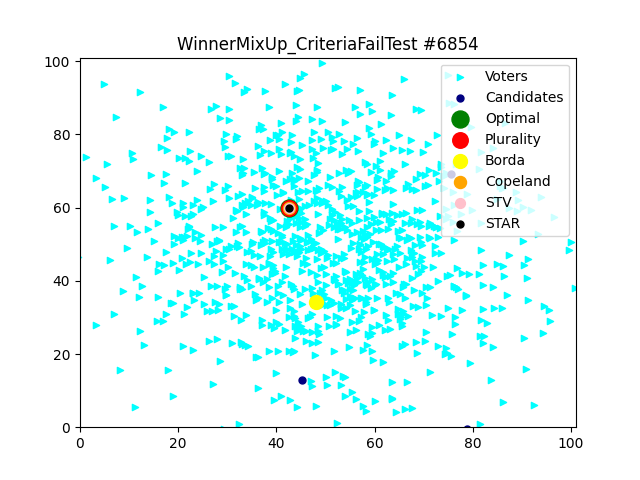 WinnerMixUp_CriteriaFailTest #6854
100
80
60
40
20
0
0 20 40 60 80 100
Voters
Candidates
Optimal
Plurality
Borda
Copeland
STV
STAR